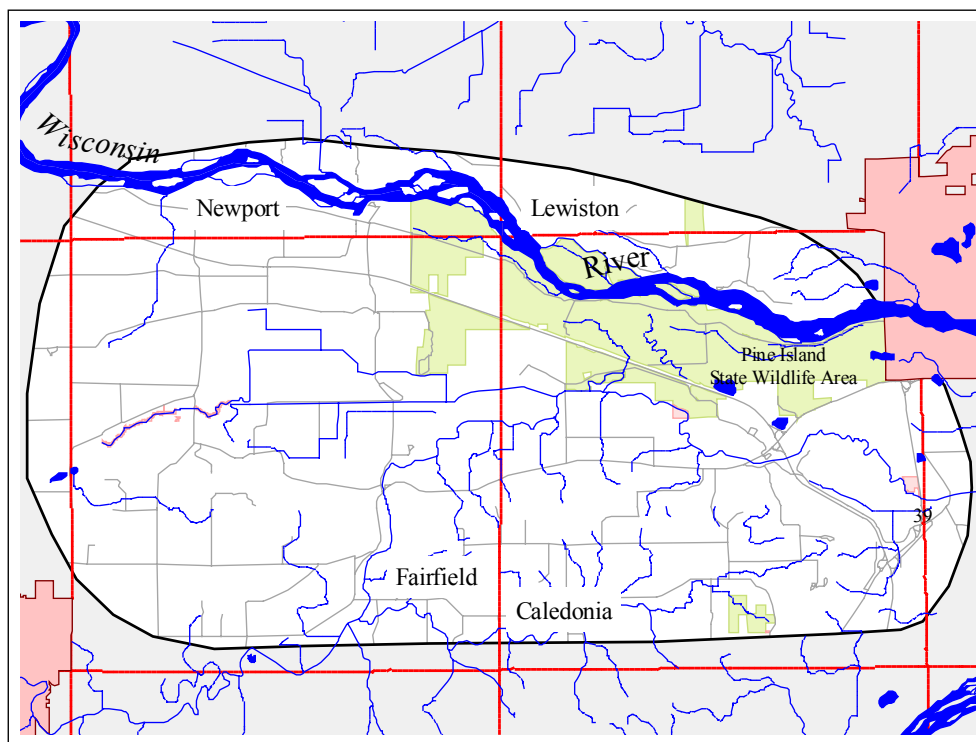 Wisconsin
Newport
Lewiston
River
Pine Island
State Wildlife Area
39
Fairfield
Caledonia